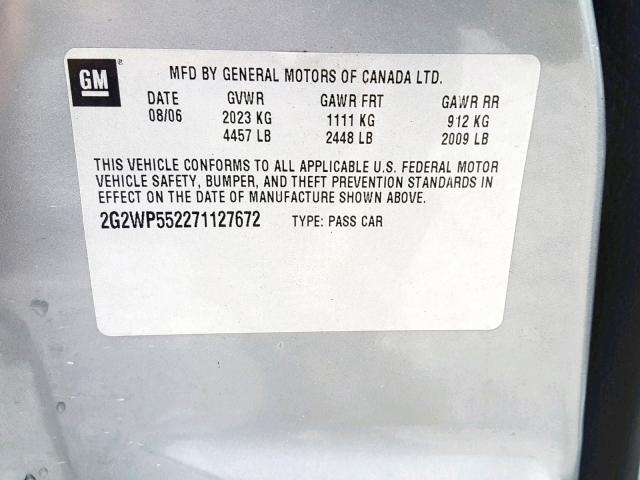 GM
MFD BY GENERAL MOTORS OF CANADA LTD.
DATE GVWR GAWR FRT GAWR RR
08/06 2023 KG 1111 KG 912 KG
4457 LB 2448 LB 2009 LB
THIS VEHICLE CONFORMS TO ALL APPLICABLE U.S. FEDERAL MOTOR
VEHICLE SAFETY, BUMPER, AND THEFT PREVENTION STANDARDS IN
EFFECT ON THE DATE OF MANUFACTURE SHOWN ABOVE.
2G2WP552271127672 TYPE: PASS CAR